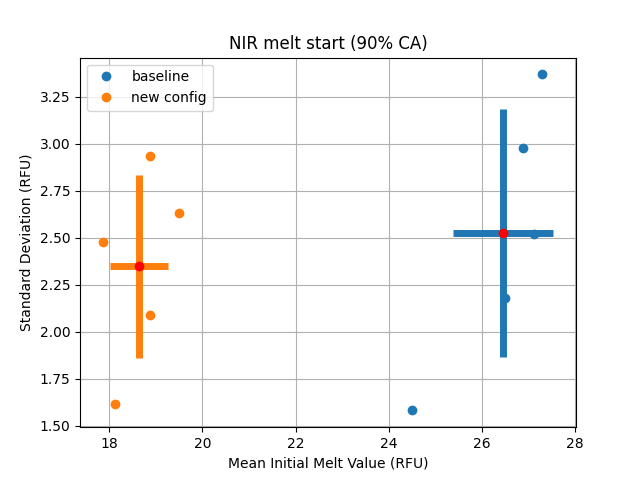 NIR melt start (90% CA)
baseline
new config
3.25
3.00
2.75
2.50
2.25
2.00
1.75
1.50
Standard Deviation (RFU)
18 20 22 24 26 28
Mean Initial Melt Value (RFU)